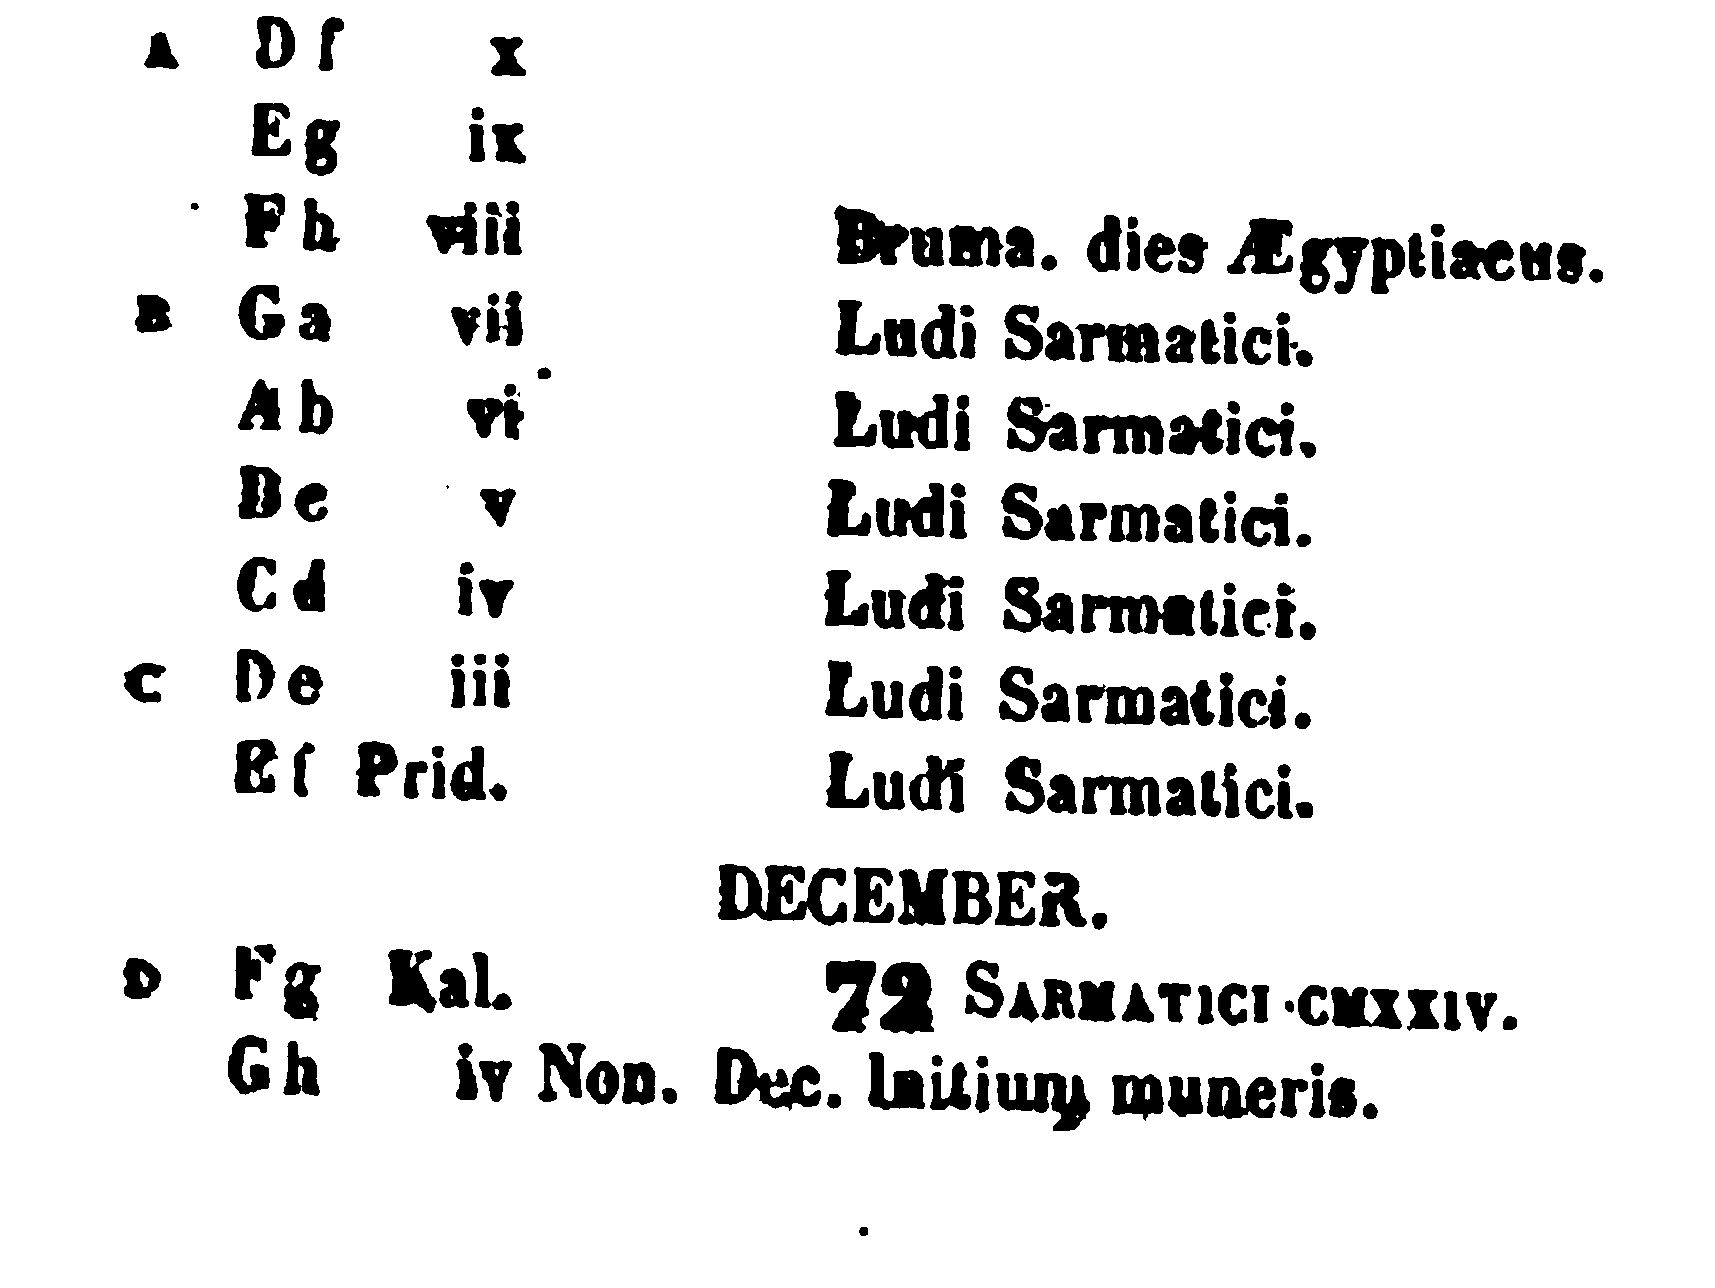 A D f x
E g ix
F h viii Bruma. dies Ægyptiacus.
B G a vii Ludi Sarmatici.
A b vi Ludi Sarmatici.
B c v Ludi Sarmatici.
C d iv Ludi Sarmatici.
C D e iii Ludi Sarmatici.
E f Prid. Ludi Sarmatici.
DECEMBER.
D F g Kal. 72 SARMATICI·CMXXIV.
G h iv Non. Dec. Initium muneris.